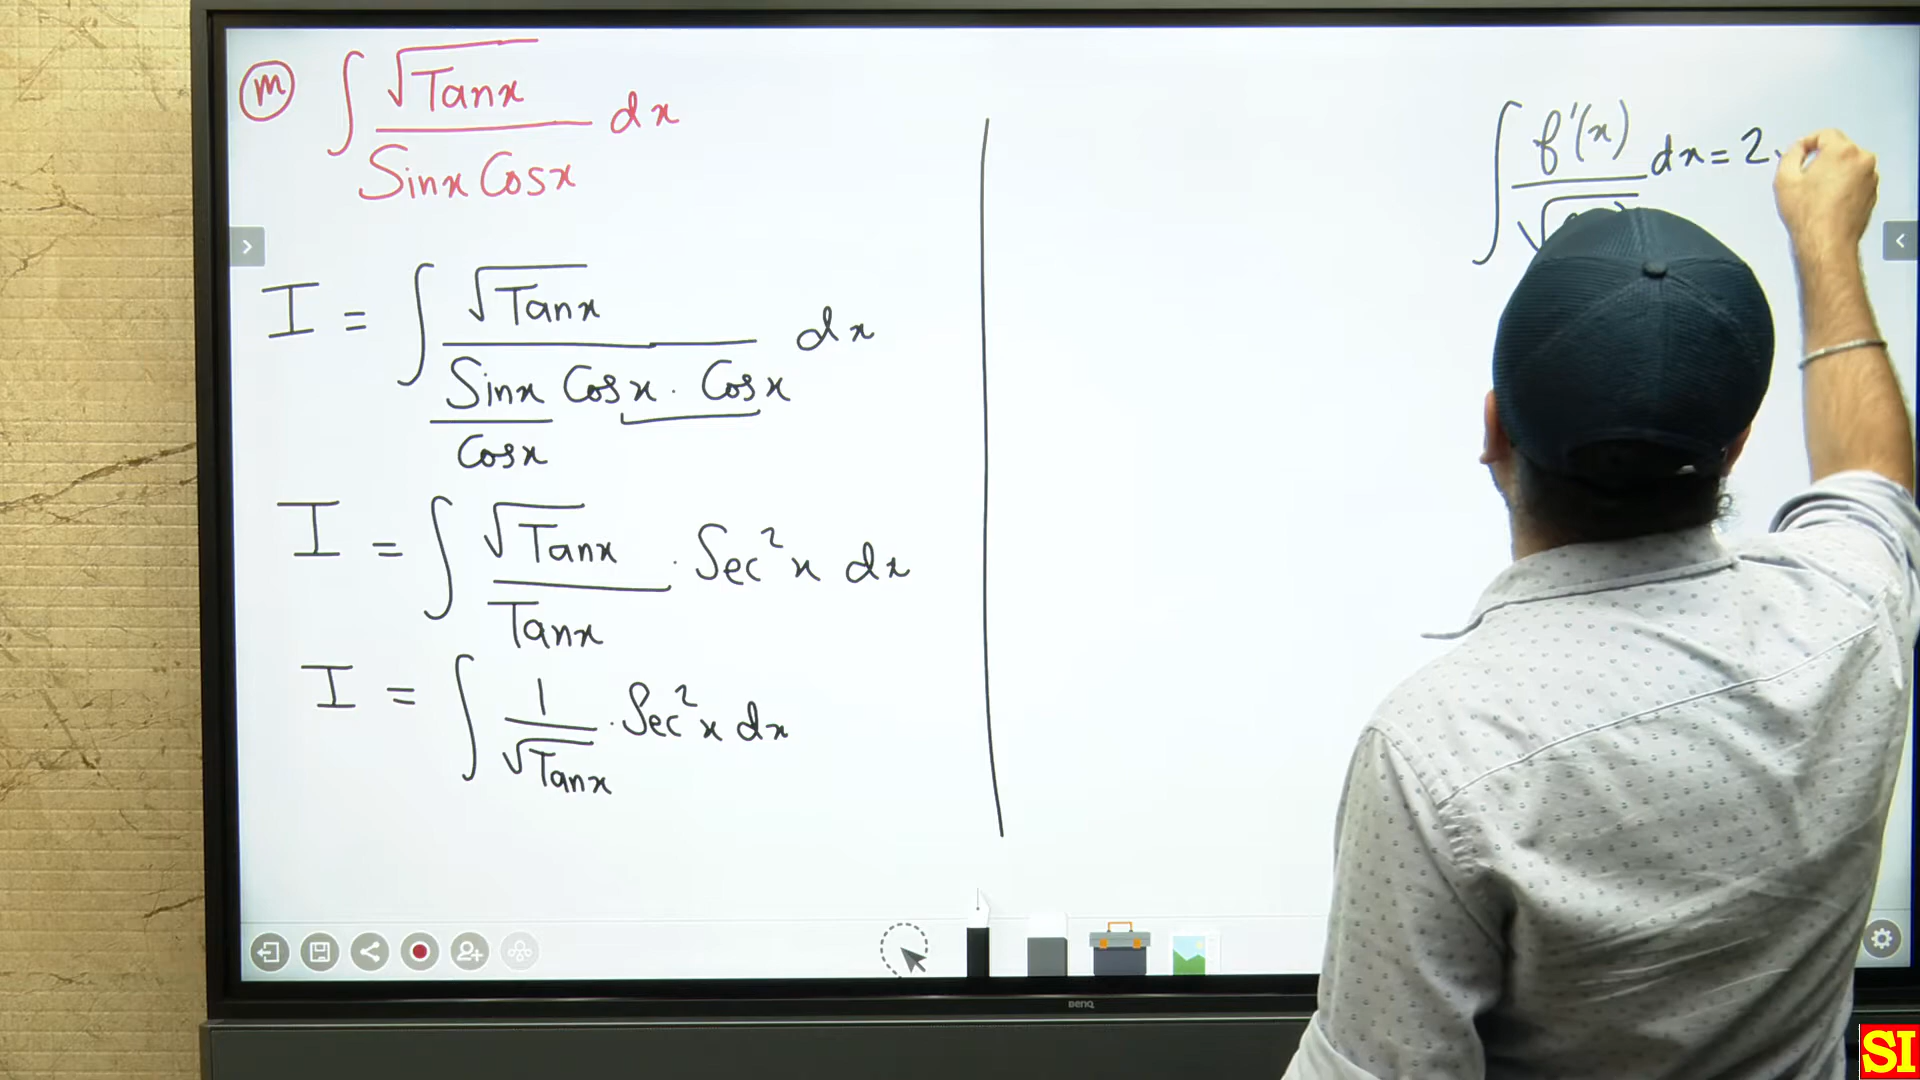 (m) ∫ √Tanx / Sinx Cosx dx
I = ∫ √Tanx / (Sinx/Cosx) Cosx . Cosx dx
I = ∫ √Tanx / Tanx . Sec²x dx
I = ∫ 1/√Tanx . Sec²x dx
∫ f'(x) / √ dx = 2
BenQ
SI